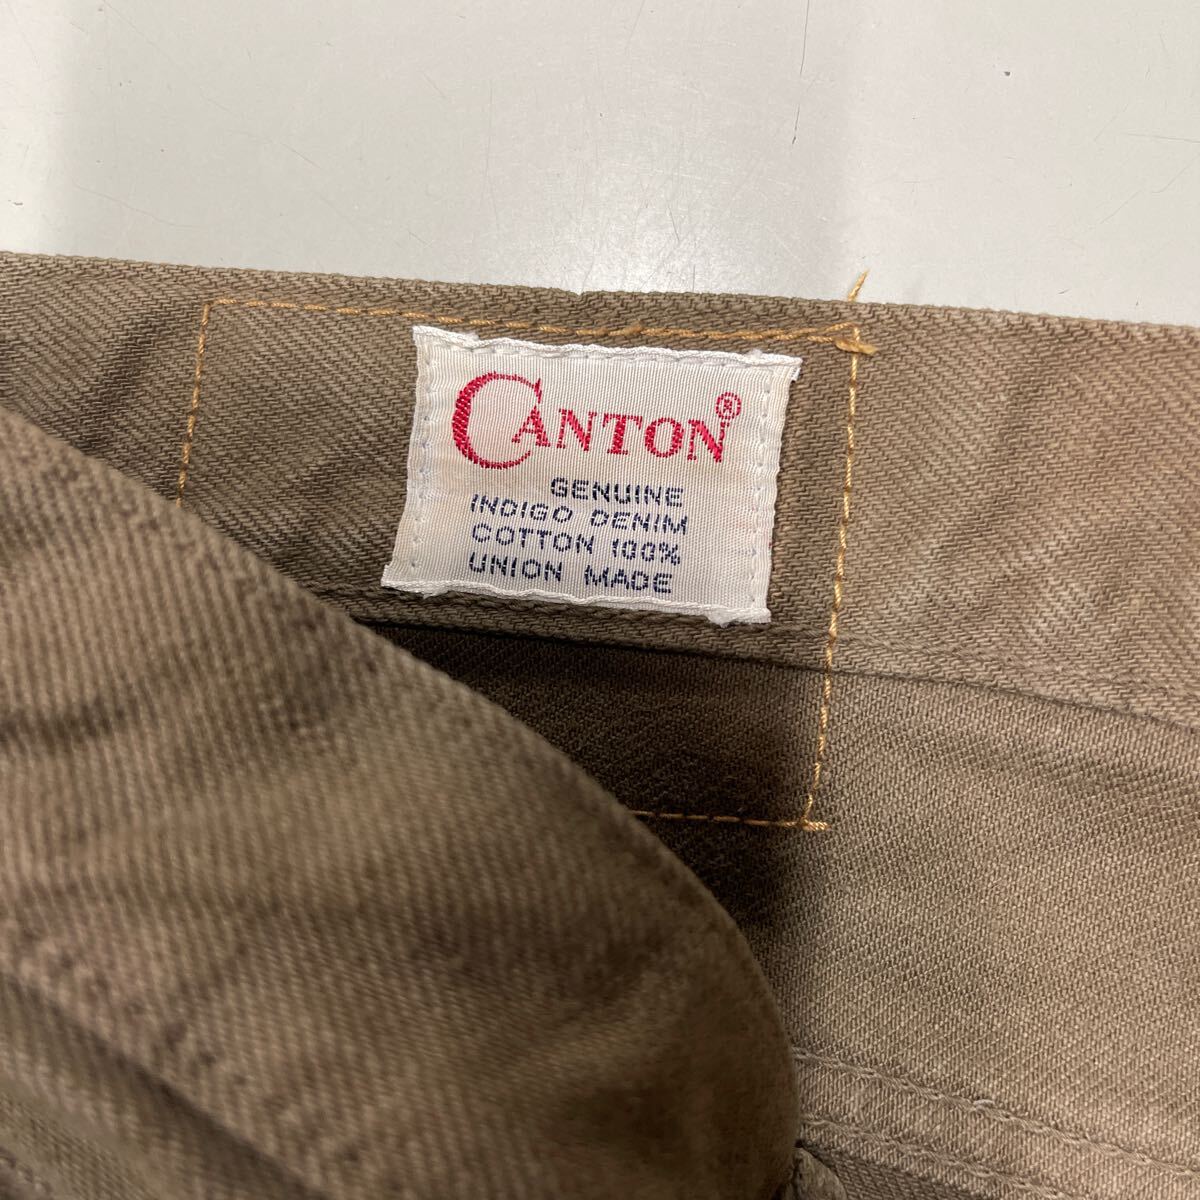 CANTON®
GENUINE
INDIGO DENIM
COTTON 100%
UNION MADE